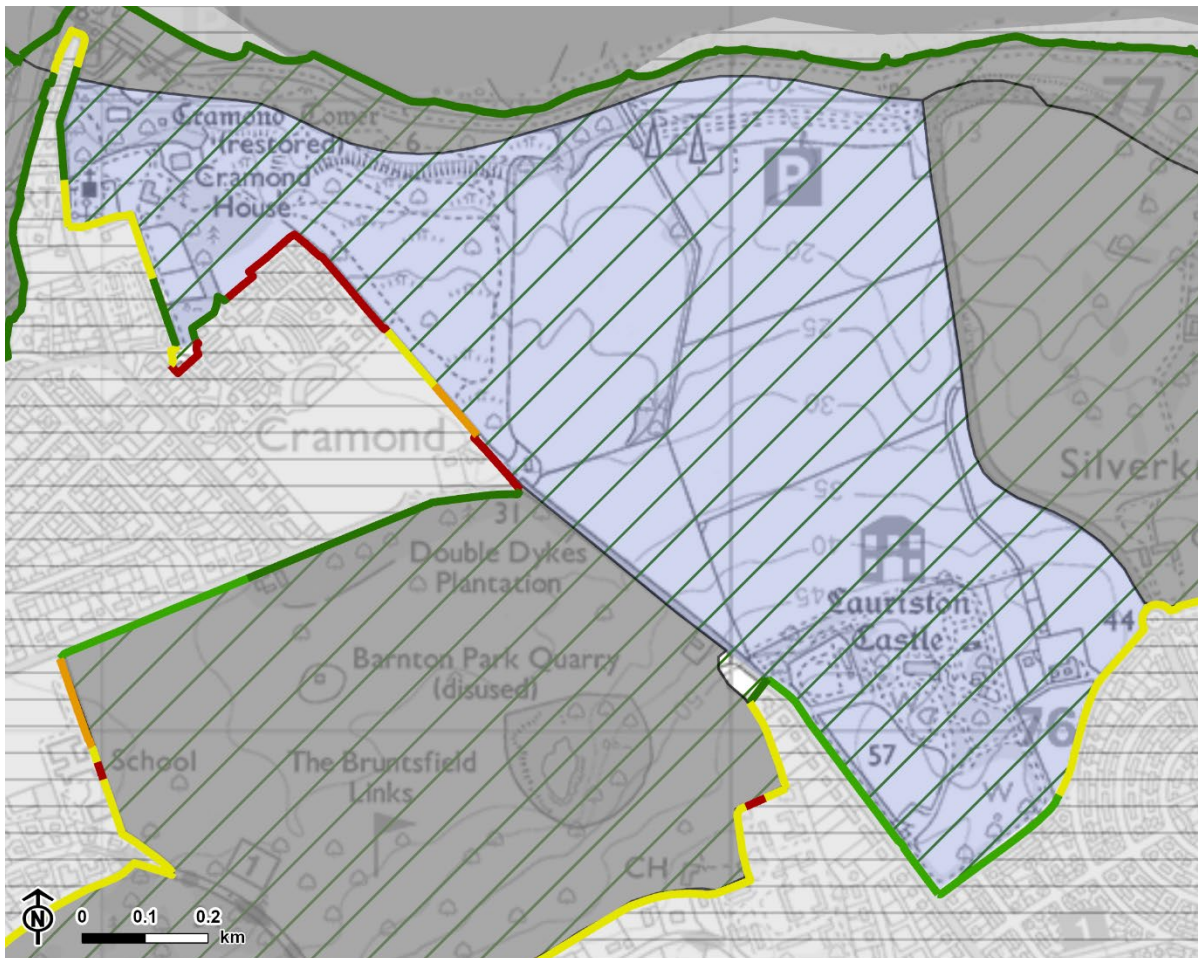 77
Cramond Tower
(restored)
6
13
Cramond
House
P
20
25
30
Cramond
Silverk
35
31
40
Double Dykes
Plantation
45
Lauriston
Castle
44
Barnton Park Quarry
(disused)
76
School
The Bruntsfield
Links
57
W
W
CH
1
N
0 0.1 0.2
km